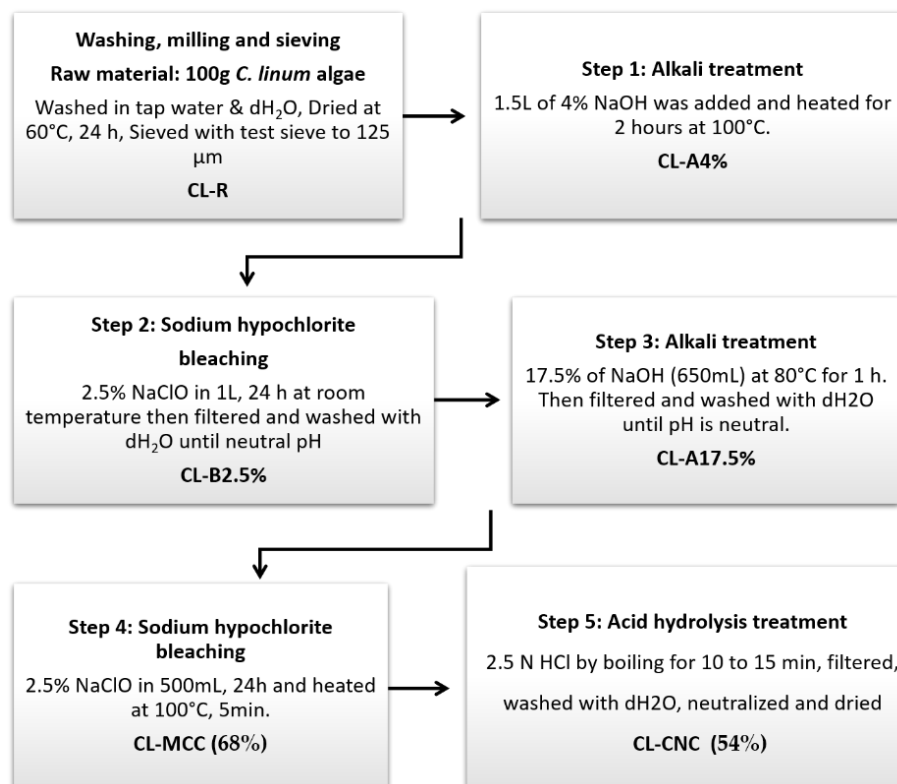 Washing, milling and sieving
Raw material: 100g C. linum algae
Washed in tap water & dH₂O, Dried at
60°C, 24 h, Sieved with test sieve to 125
µm
CL-R
Step 1: Alkali treatment
1.5L of 4% NaOH was added and heated for
2 hours at 100°C.
CL-A4%
Step 2: Sodium hypochlorite
bleaching
2.5% NaClO in 1L, 24 h at room
temperature then filtered and washed with
dH₂O until neutral pH
CL-B2.5%
Step 3: Alkali treatment
17.5% of NaOH (650mL) at 80°C for 1 h.
Then filtered and washed with dH2O
until pH is neutral.
CL-A17.5%
Step 4: Sodium hypochlorite
bleaching
2.5% NaClO in 500mL, 24h and heated
at 100°C, 5min.
CL-MCC (68%)
Step 5: Acid hydrolysis treatment
2.5 N HCl by boiling for 10 to 15 min, filtered,
washed with dH2O, neutralized and dried
CL-CNC (54%)